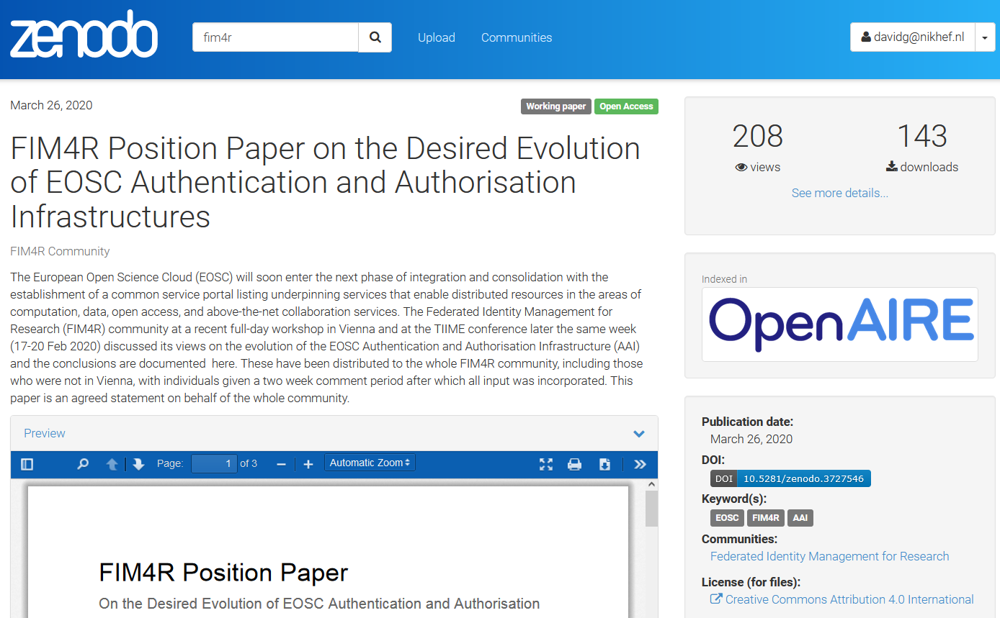 zenodo
fim4r
Upload
Communities
davidg@nikhef.nl
March 26, 2020
Working paper
Open Access
FIM4R Position Paper on the Desired Evolution
of EOSC Authentication and Authorisation
Infrastructures
FIM4R Community
The European Open Science Cloud (EOSC) will soon enter the next phase of integration and consolidation with the
establishment of a common service portal listing underpinning services that enable distributed resources in the areas of
computation, data, open access, and above-the-net collaboration services. The Federated Identity Management for
Research (FIM4R) community at a recent full-day workshop in Vienna and at the TIIME conference later the same week
(17-20 Feb 2020) discussed its views on the evolution of the EOSC Authentication and Authorisation Infrastructure (AAI)
and the conclusions are documented  here. These have been distributed to the whole FIM4R community, including those
who were not in Vienna, with individuals given a two week comment period after which all input was incorporated. This
paper is an agreed statement on behalf of the whole community.
Preview
Page: 1 of 3
Automatic Zoom
FIM4R Position Paper
On the Desired Evolution of EOSC Authentication and Authorisation
208
views
143
downloads
See more details...
Indexed in
OpenAIRE
Publication date:
March 26, 2020
DOI:
DOI 10.5281/zenodo.3727546
Keyword(s):
EOSC FIM4R AAI
Communities:
Federated Identity Management for Research
License (for files):
Creative Commons Attribution 4.0 International